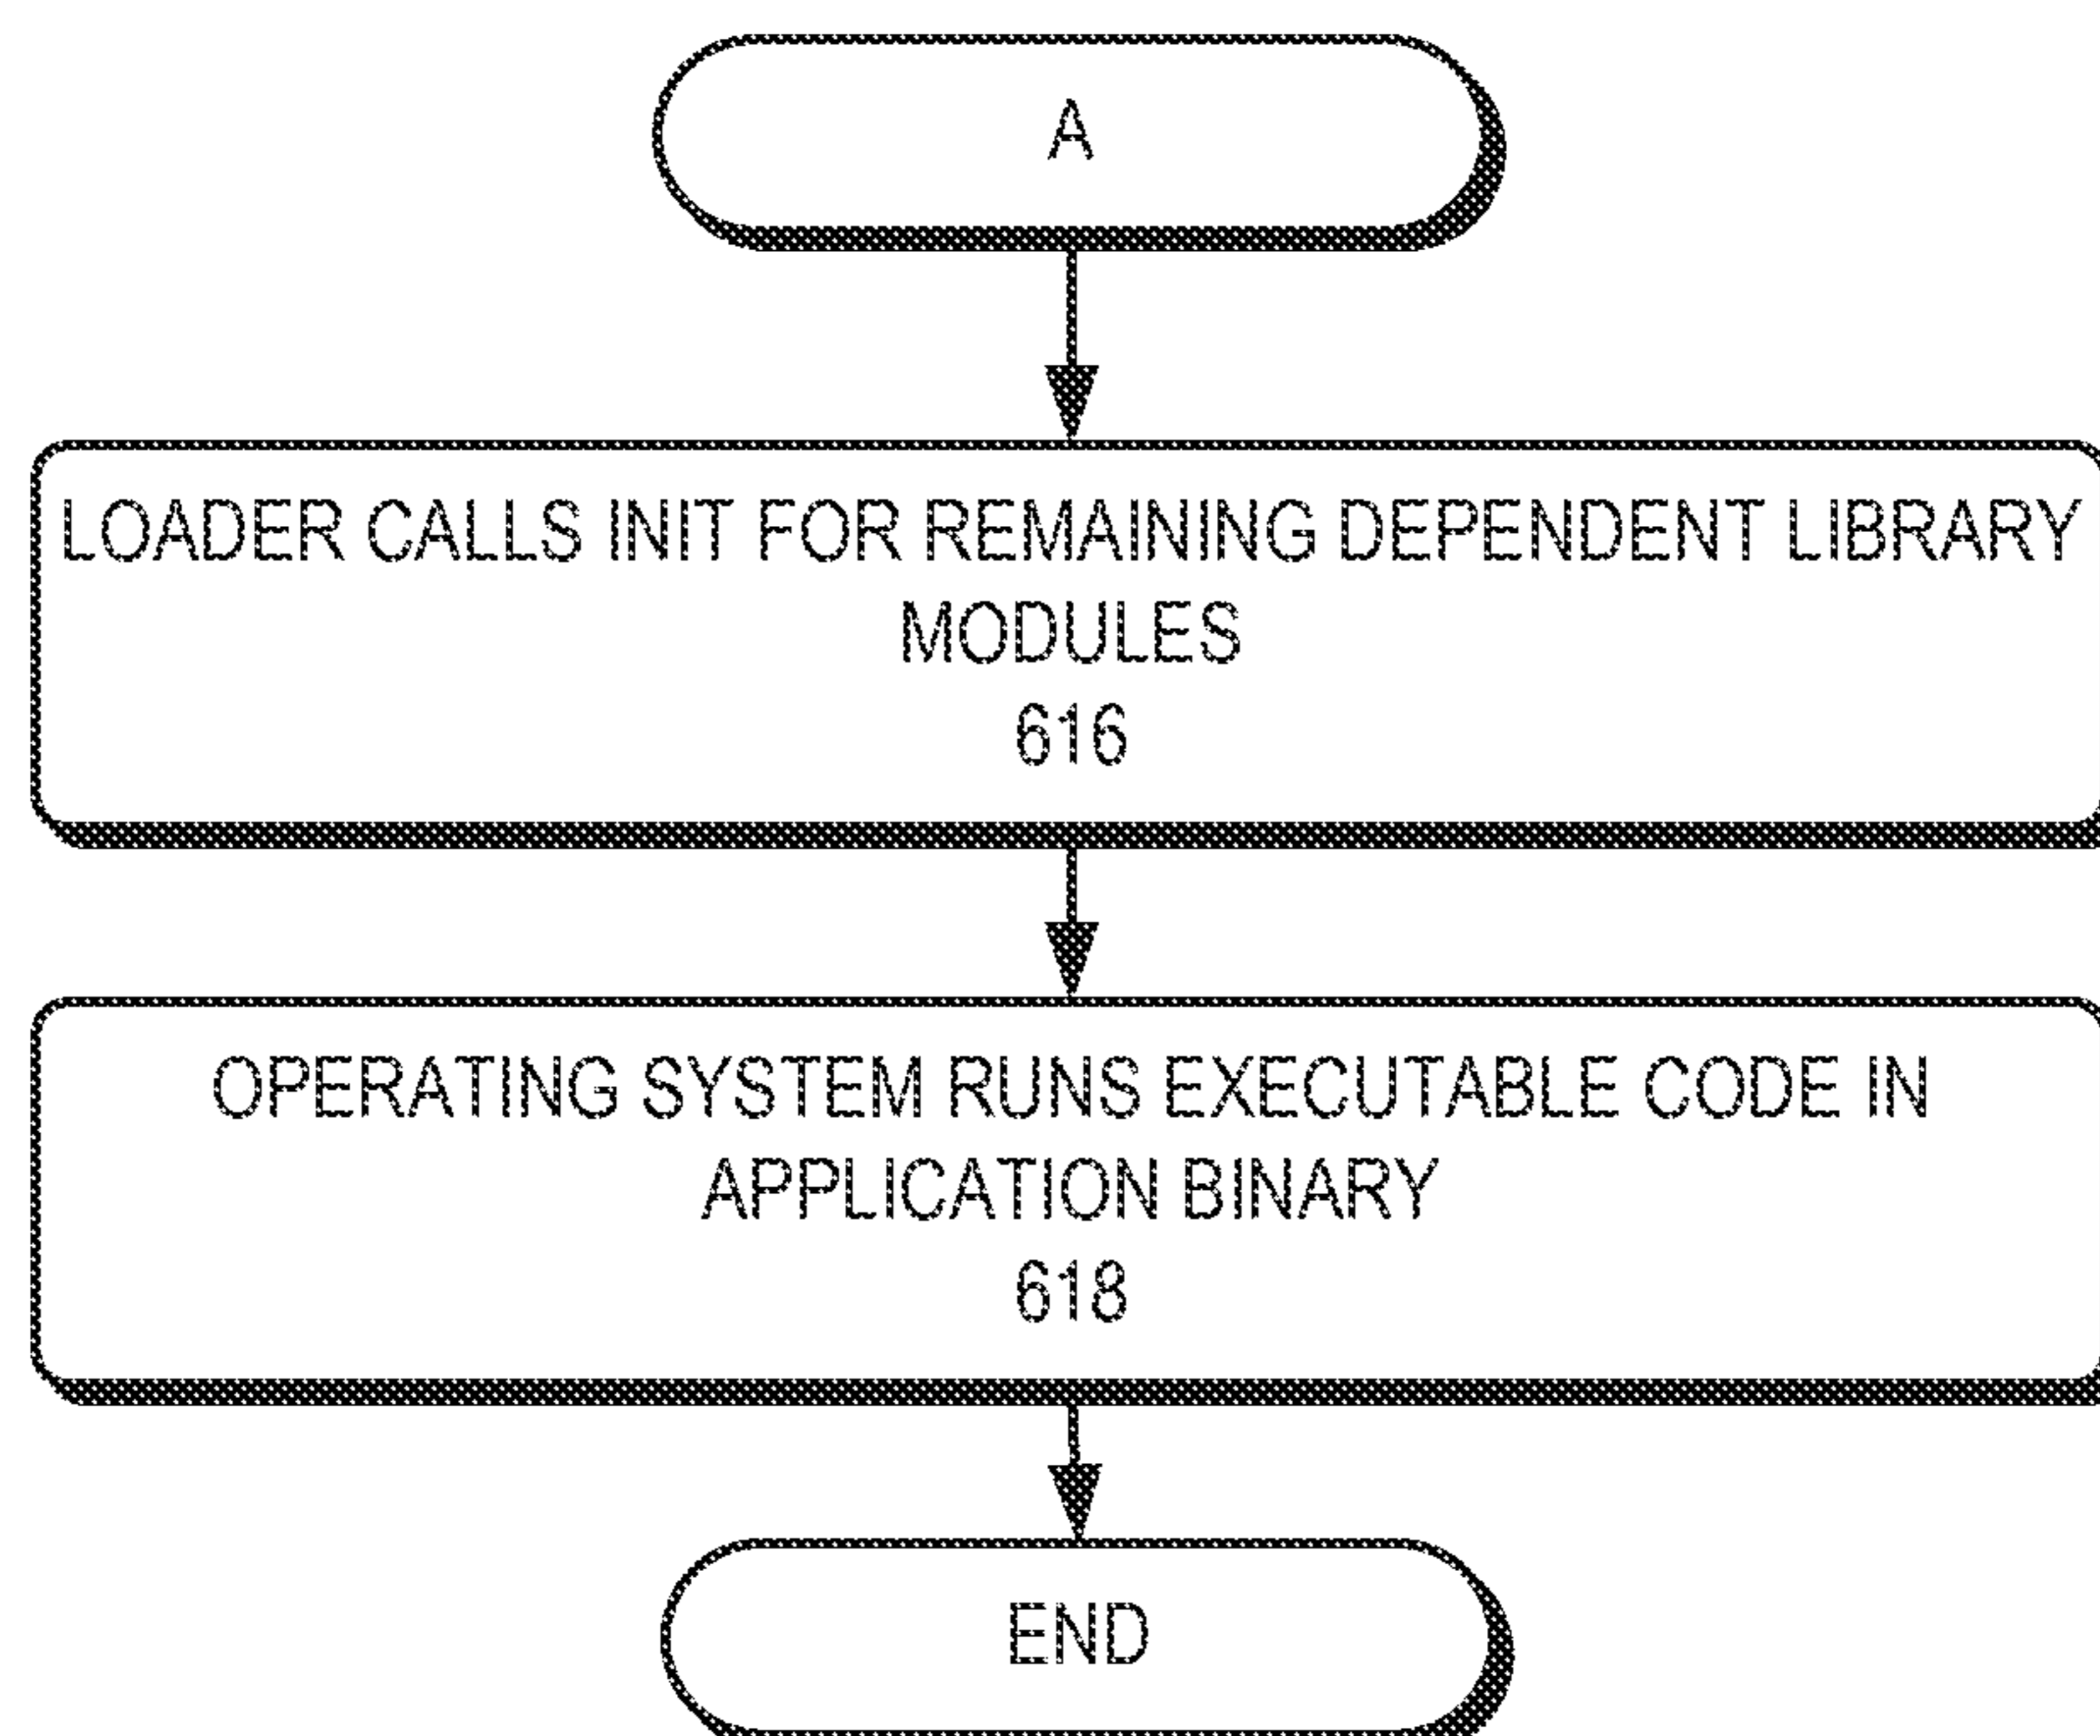 A
LOADER CALLS INIT FOR REMAINING DEPENDENT LIBRARY
MODULES
616
OPERATING SYSTEM RUNS EXECUTABLE CODE IN
APPLICATION BINARY
618
END